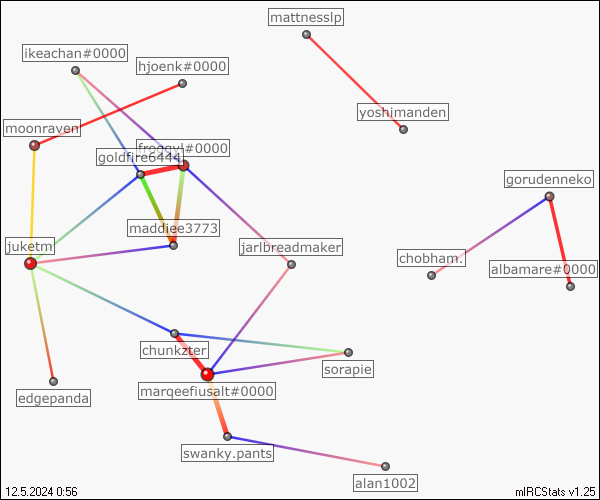 mattnesslp
ikeachan#0000
hjoenk#0000
yoshimanden
moonraven
froggyl#0000
goldfire6444
gorudenneko
maddiee3773
juketm
jarlbreadmaker
chobham.
albamare#0000
chunkzter
sorapie
edgepanda
marqeefiusalt#0000
swanky.pants
alan1002
12.5.2024 0:56
mIRCStats v1.25